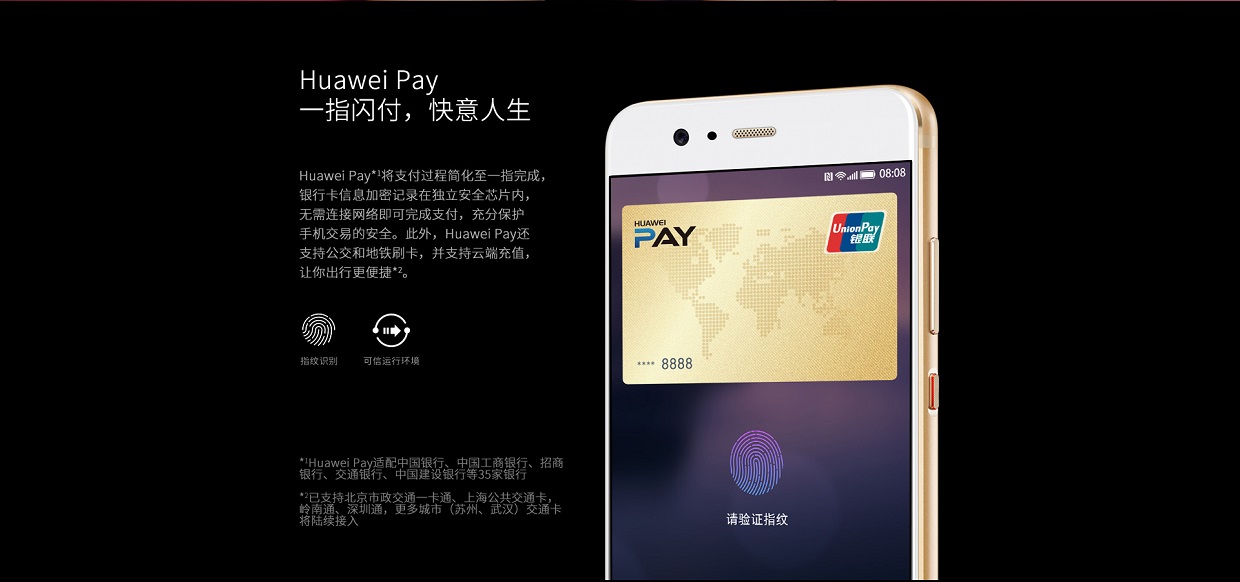 Huawei Pay
一指闪付，快意人生
Huawei Pay*1将支付过程简化至一指完成，
银行卡信息加密记录在独立安全芯片内，
无需连接网络即可完成支付，充分保护
手机交易的安全。此外，Huawei Pay还
支持公交和地铁刷卡，并支持云端充值，
让你出行更便捷*2。
指纹识别
可信运行环境
*1Huawei Pay适配中国银行、中国工商银行、招商
银行、交通银行、中国建设银行等35家银行
*2已支持北京市政交通一卡通、上海公共交通卡，
岭南通、深圳通，更多城市（苏州、武汉）交通卡
将陆续接入
08:08
HUAWEI
PAY
UnionPay
银联
**** 8888
请验证指纹